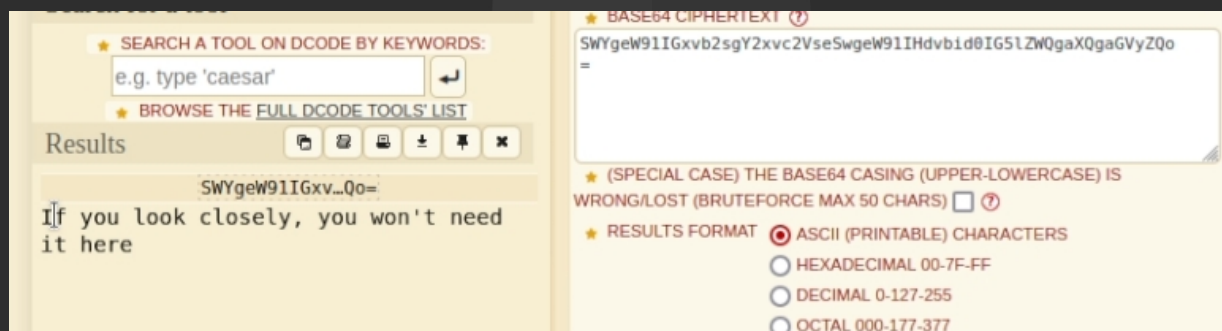 SEARCH A TOOL ON DCODE BY KEYWORDS:
e.g. type 'caesar'
BROWSE THE FULL DCODE TOOLS' LIST
Results
SWYgeW91IGxv…Qo=
If you look closely, you won't need
it here
BASE64 CIPHERTEXT ?
SWYgeW91IGxvb2sgY2xvc2VseSwgeW91IHdvbid0IG5lZWQgaXQgaGVyZQo
=
(SPECIAL CASE) THE BASE64 CASING (UPPER-LOWERCASE) IS
WRONG/LOST (BRUTEFORCE MAX 50 CHARS) ?
RESULTS FORMAT ASCII (PRINTABLE) CHARACTERS
HEXADECIMAL 00-7F-FF
DECIMAL 0-127-255
OCTAL 000-177-377